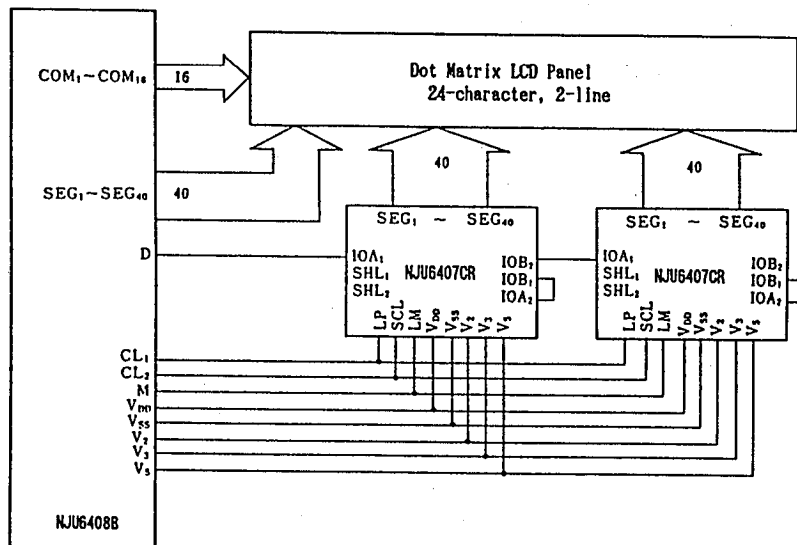 COM₁~COM₁₆ 16
Dot Matrix LCD Panel
24-character, 2-line
SEG₁~SEG₄₀ 40
40
40
SEG₁ ~ SEG₄₀
SEG₁ ~ SEG₄₀
D
IOA₁
SHL₁
SHL₂
NJU6407CR
IOB₂
IOB₁
IOA₂
LP
SCL
LM
V_DD
V_SS
V₂
V₃
V₅
IOA₁
SHL₁
SHL₂
NJU6407CR
IOB₂
IOB₁
IOA₂
LP
SCL
LM
V_DD
V_SS
V₂
V₃
V₅
CL₁
CL₂
M
V_DD
V_SS
V₂
V₃
V₅
NJU6408B